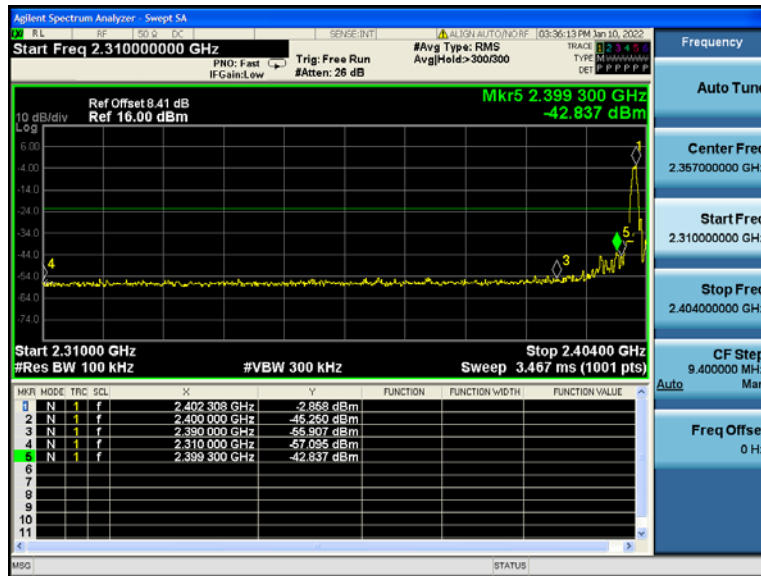 Agilent Spectrum Analyzer - Swept SA
RL RF 50 Ω DC SENSE:INT ALIGN AUTO/NO RF 03:36:13 PM Jan 10, 2022
Start Freq 2.310000000 GHz
PNO: Fast
IFGain:Low
Trig: Free Run
#Atten: 26 dB
#Avg Type: RMS
Avg|Hold:>300/300
TRACE 1 2 3 4 5 6
TYPE M
DET P P P P P P
Ref Offset 8.41 dB
10 dB/div Ref 16.00 dBm
Log
Mkr5 2.399 300 GHz
-42.837 dBm
6.00
-4.00
-14.0
-24.0
-34.0
-44.0
-54.0
-64.0
-74.0
1
5
3
4
Start 2.31000 GHz Stop 2.40400 GHz
#Res BW 100 kHz #VBW 300 kHz Sweep 3.467 ms (1001 pts)
MKR MODE TRC SCL X Y FUNCTION FUNCTION WIDTH FUNCTION VALUE
1 N 1 f 2.402 308 GHz -2.858 dBm
2 N 1 f 2.400 000 GHz -45.250 dBm
3 N 1 f 2.390 000 GHz -55.907 dBm
4 N 1 f 2.310 000 GHz -57.095 dBm
5 N 1 f 2.399 300 GHz -42.837 dBm
6
7
8
9
10
11
MSG STATUS
Frequency
Auto Tune
Center Freq
2.357000000 GHz
Start Freq
2.310000000 GHz
Stop Freq
2.404000000 GHz
CF Step
9.400000 MHz
Auto Man
Freq Offset
0 Hz